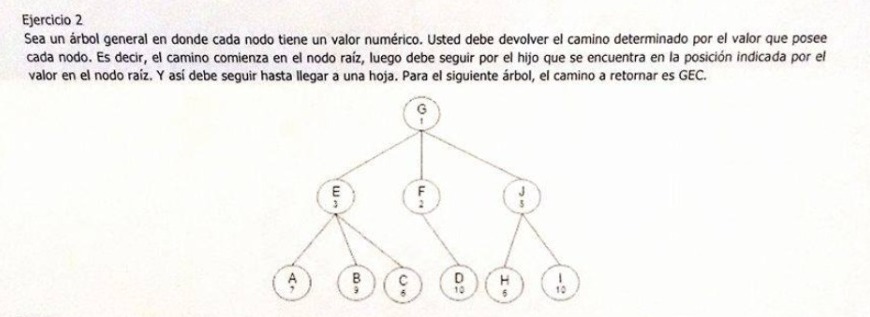 Ejercicio 2
Sea un árbol general en donde cada nodo tiene un valor numérico. Usted debe devolver el camino determinado por el valor que posee
cada nodo. Es decir, el camino comienza en el nodo raíz, luego debe seguir por el hijo que se encuentra en la posición indicada por el
valor en el nodo raíz. Y así debe seguir hasta llegar a una hoja. Para el siguiente árbol, el camino a retornar es GEC.
G
1
E F J
3 2 5
A B C D H I
7 9 6 10 6 10